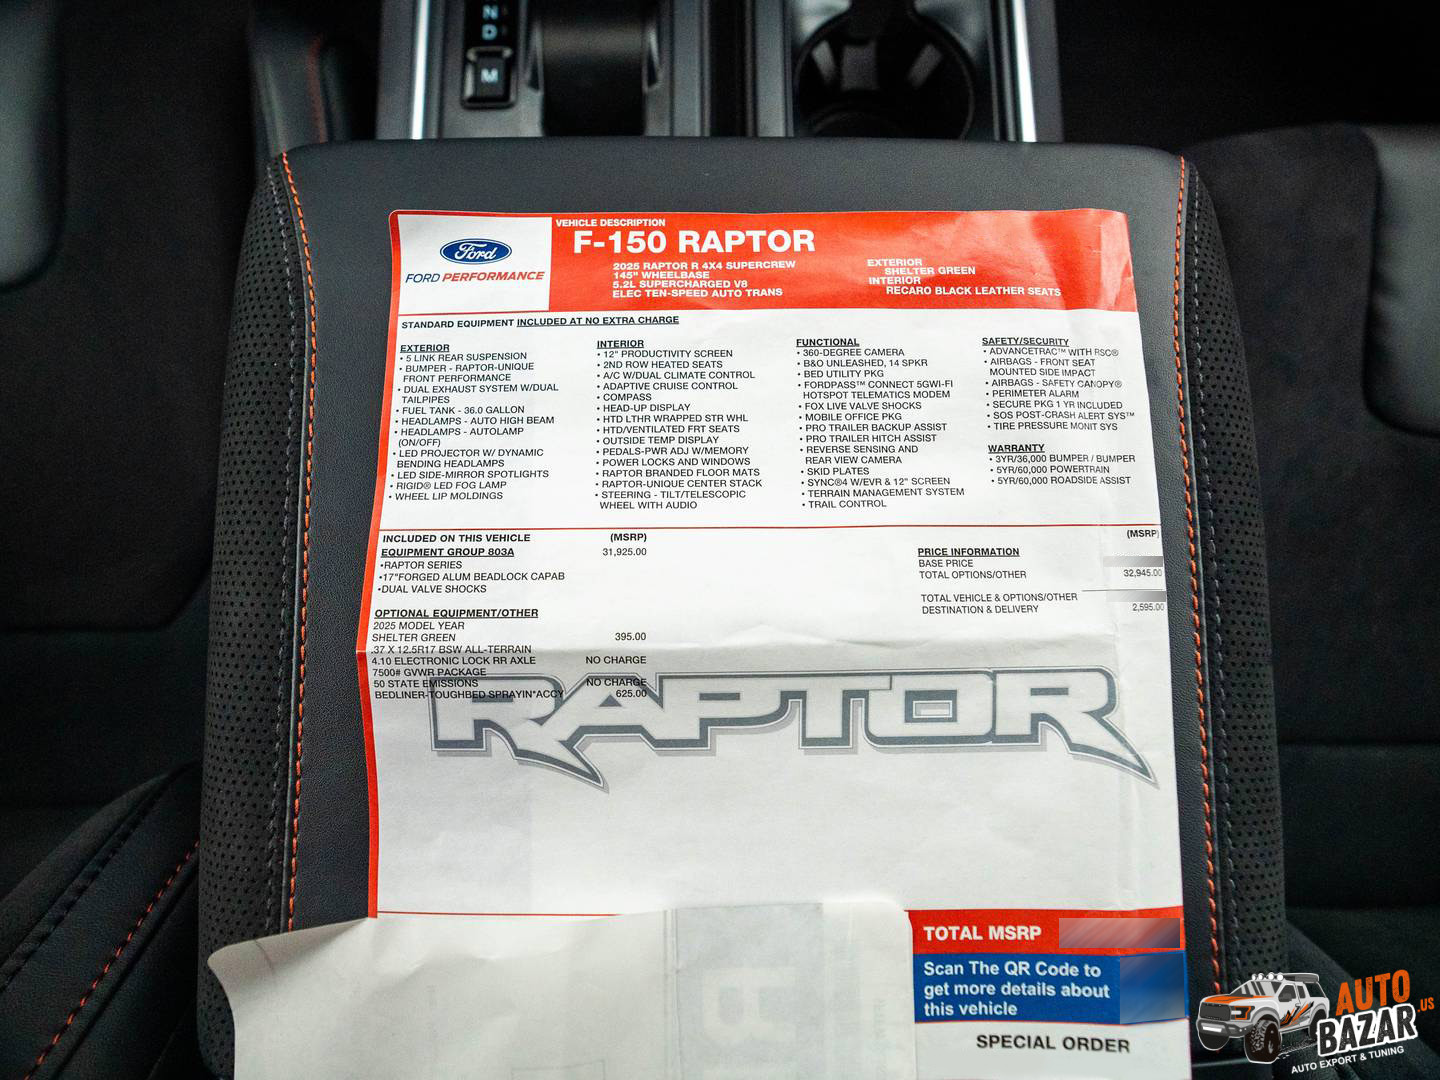 N
D
M
Ford
FORD PERFORMANCE
VEHICLE DESCRIPTION
F-150 RAPTOR
2025 RAPTOR R 4X4 SUPERCREW
145" WHEELBASE
5.2L SUPERCHARGED V8
ELEC TEN-SPEED AUTO TRANS
EXTERIOR
SHELTER GREEN
INTERIOR
RECARO BLACK LEATHER SEATS
STANDARD EQUIPMENT INCLUDED AT NO EXTRA CHARGE
EXTERIOR
• 5 LINK REAR SUSPENSION
• BUMPER - RAPTOR-UNIQUE
FRONT PERFORMANCE
• DUAL EXHAUST SYSTEM W/DUAL
TAILPIPES
• FUEL TANK - 36.0 GALLON
• HEADLAMPS - AUTO HIGH BEAM
• HEADLAMPS - AUTOLAMP
(ON/OFF)
• LED PROJECTOR W/ DYNAMIC
BENDING HEADLAMPS
• LED SIDE-MIRROR SPOTLIGHTS
• RIGID® LED FOG LAMP
• WHEEL LIP MOLDINGS
INTERIOR
• 12" PRODUCTIVITY SCREEN
• 2ND ROW HEATED SEATS
• A/C W/DUAL CLIMATE CONTROL
• ADAPTIVE CRUISE CONTROL
• COMPASS
• HEAD-UP DISPLAY
• HTD LTHR WRAPPED STR WHL
• HTD/VENTILATED FRT SEATS
• OUTSIDE TEMP DISPLAY
• PEDALS-PWR ADJ W/MEMORY
• POWER LOCKS AND WINDOWS
• RAPTOR BRANDED FLOOR MATS
• RAPTOR-UNIQUE CENTER STACK
• STEERING - TILT/TELESCOPIC
WHEEL WITH AUDIO
FUNCTIONAL
• 360-DEGREE CAMERA
• B&O UNLEASHED, 14 SPKR
• BED UTILITY PKG
• FORDPASS™ CONNECT 5GWI-FI
HOTSPOT TELEMATICS MODEM
• FOX LIVE VALVE SHOCKS
• MOBILE OFFICE PKG
• PRO TRAILER BACKUP ASSIST
• PRO TRAILER HITCH ASSIST
• REVERSE SENSING AND
REAR VIEW CAMERA
• SKID PLATES
• SYNC®4 W/EVR & 12" SCREEN
• TERRAIN MANAGEMENT SYSTEM
• TRAIL CONTROL
SAFETY/SECURITY
• ADVANCETRAC™ WITH RSC®
• AIRBAGS - FRONT SEAT
MOUNTED SIDE IMPACT
• AIRBAGS - SAFETY CANOPY®
• PERIMETER ALARM
• SECURE PKG 1 YR INCLUDED
• SOS POST-CRASH ALERT SYS™
• TIRE PRESSURE MONIT SYS
WARRANTY
• 3YR/36,000 BUMPER / BUMPER
• 5YR/60,000 POWERTRAIN
• 5YR/60,000 ROADSIDE ASSIST
INCLUDED ON THIS VEHICLE (MSRP)
EQUIPMENT GROUP 803A 31,925.00
•RAPTOR SERIES
•17"FORGED ALUM BEADLOCK CAPAB
•DUAL VALVE SHOCKS
OPTIONAL EQUIPMENT/OTHER
2025 MODEL YEAR
SHELTER GREEN 395.00
.37 X 12.5R17 BSW ALL-TERRAIN
4.10 ELECTRONIC LOCK RR AXLE NO CHARGE
7500# GVWR PACKAGE
50 STATE EMISSIONS NO CHARGE
BEDLINER-TOUGHBED SPRAYIN*ACCY 625.00
(MSRP)
PRICE INFORMATION
BASE PRICE
TOTAL OPTIONS/OTHER 32,945.00
TOTAL VEHICLE & OPTIONS/OTHER
DESTINATION & DELIVERY 2,595.00
RAPTOR
TOTAL MSRP
Scan The QR Code to
get more details about
this vehicle
SPECIAL ORDER
AUTO
BAZAR.US
AUTO EXPORT & TUNING